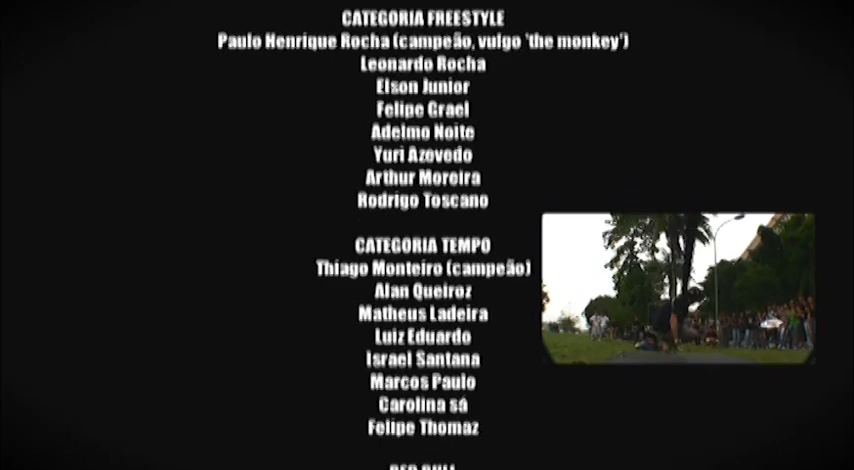 CATEGORIA FREESTYLE
Paulo Henrique Rocha (campeão, vulgo 'the monkey')
Leonardo Rocha
Elson Junior
Felipe Grael
Adelmo Noite
Yuri Azevedo
Arthur Moreira
Rodrigo Toscano
CATEGORIA TEMPO
Thiago Monteiro (campeão)
Alan Queiroz
Matheus Ladeira
Luiz Eduardo
Israel Santana
Marcos Paulo
Carolina sá
Felipe Thomaz
RED BULL